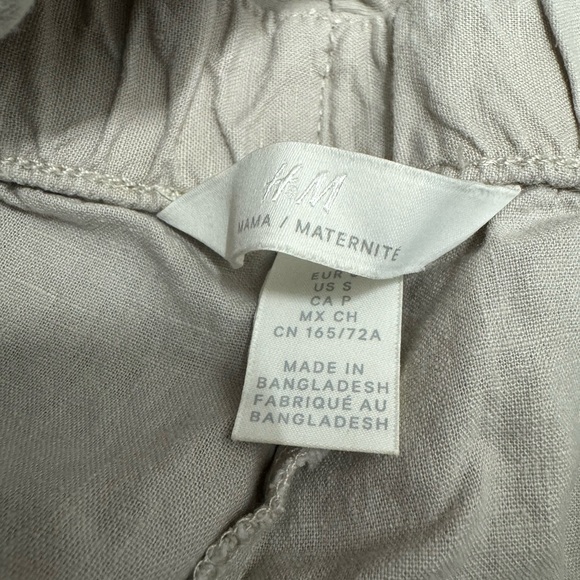 H&M
MAMA / MATERNITÉ
EUR
US S
CA P
MX CH
CN 165/72A
MADE IN
BANGLADESH
FABRIQUÉ AU
BANGLADESH